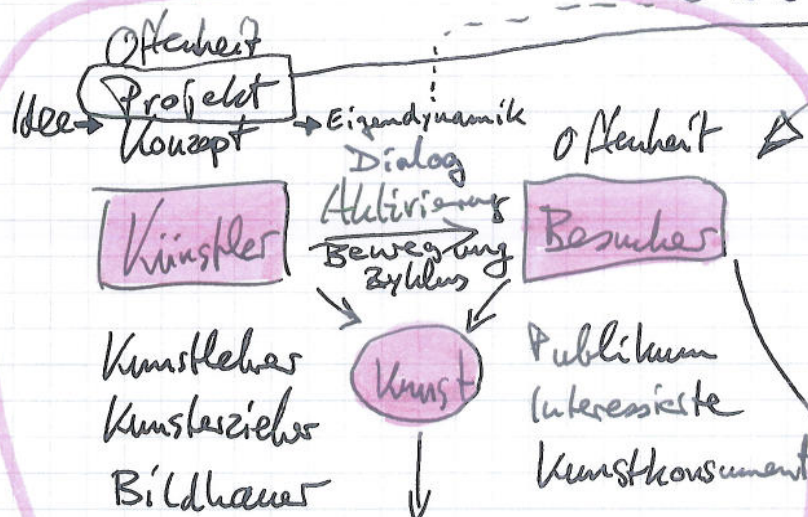 Offenheit
Projekt
Idee
Konzept
Eigendynamik
Dialog
Aktivierung
Bewegung
Zyklus
Offenheit
Künstler
Besucher
Kunst
Kunstlehrer
Kunsterzieher
Bildhauer
Publikum
Interessierte
Kunstkonsument